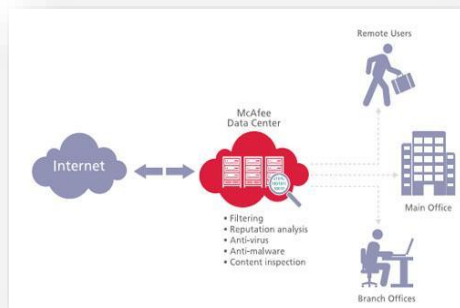 Remote Users
McAfee
Data Center
Internet
Main Office
• Filtering
• Reputation analysis
• Anti-virus
• Anti-malware
• Content inspection
Branch Offices